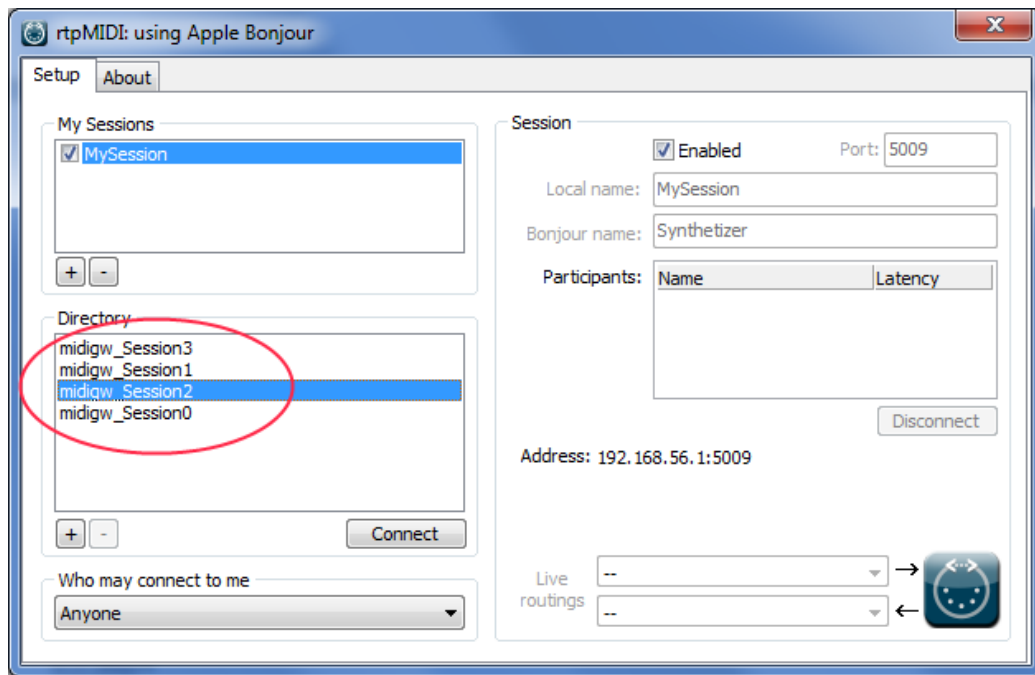 rtpMIDI: using Apple Bonjour
Setup
About
My Sessions
MySession
+ -
Directory
midigw_Session3
midigw_Session1
midigw_Session2
midigw_Session0
+ - Connect
Who may connect to me
Anyone
Session
Enabled Port: 5009
Local name: MySession
Bonjour name: Synthetizer
Participants: Name Latency
Disconnect
Address: 192.168.56.1:5009
Live routings
-- →
-- ←